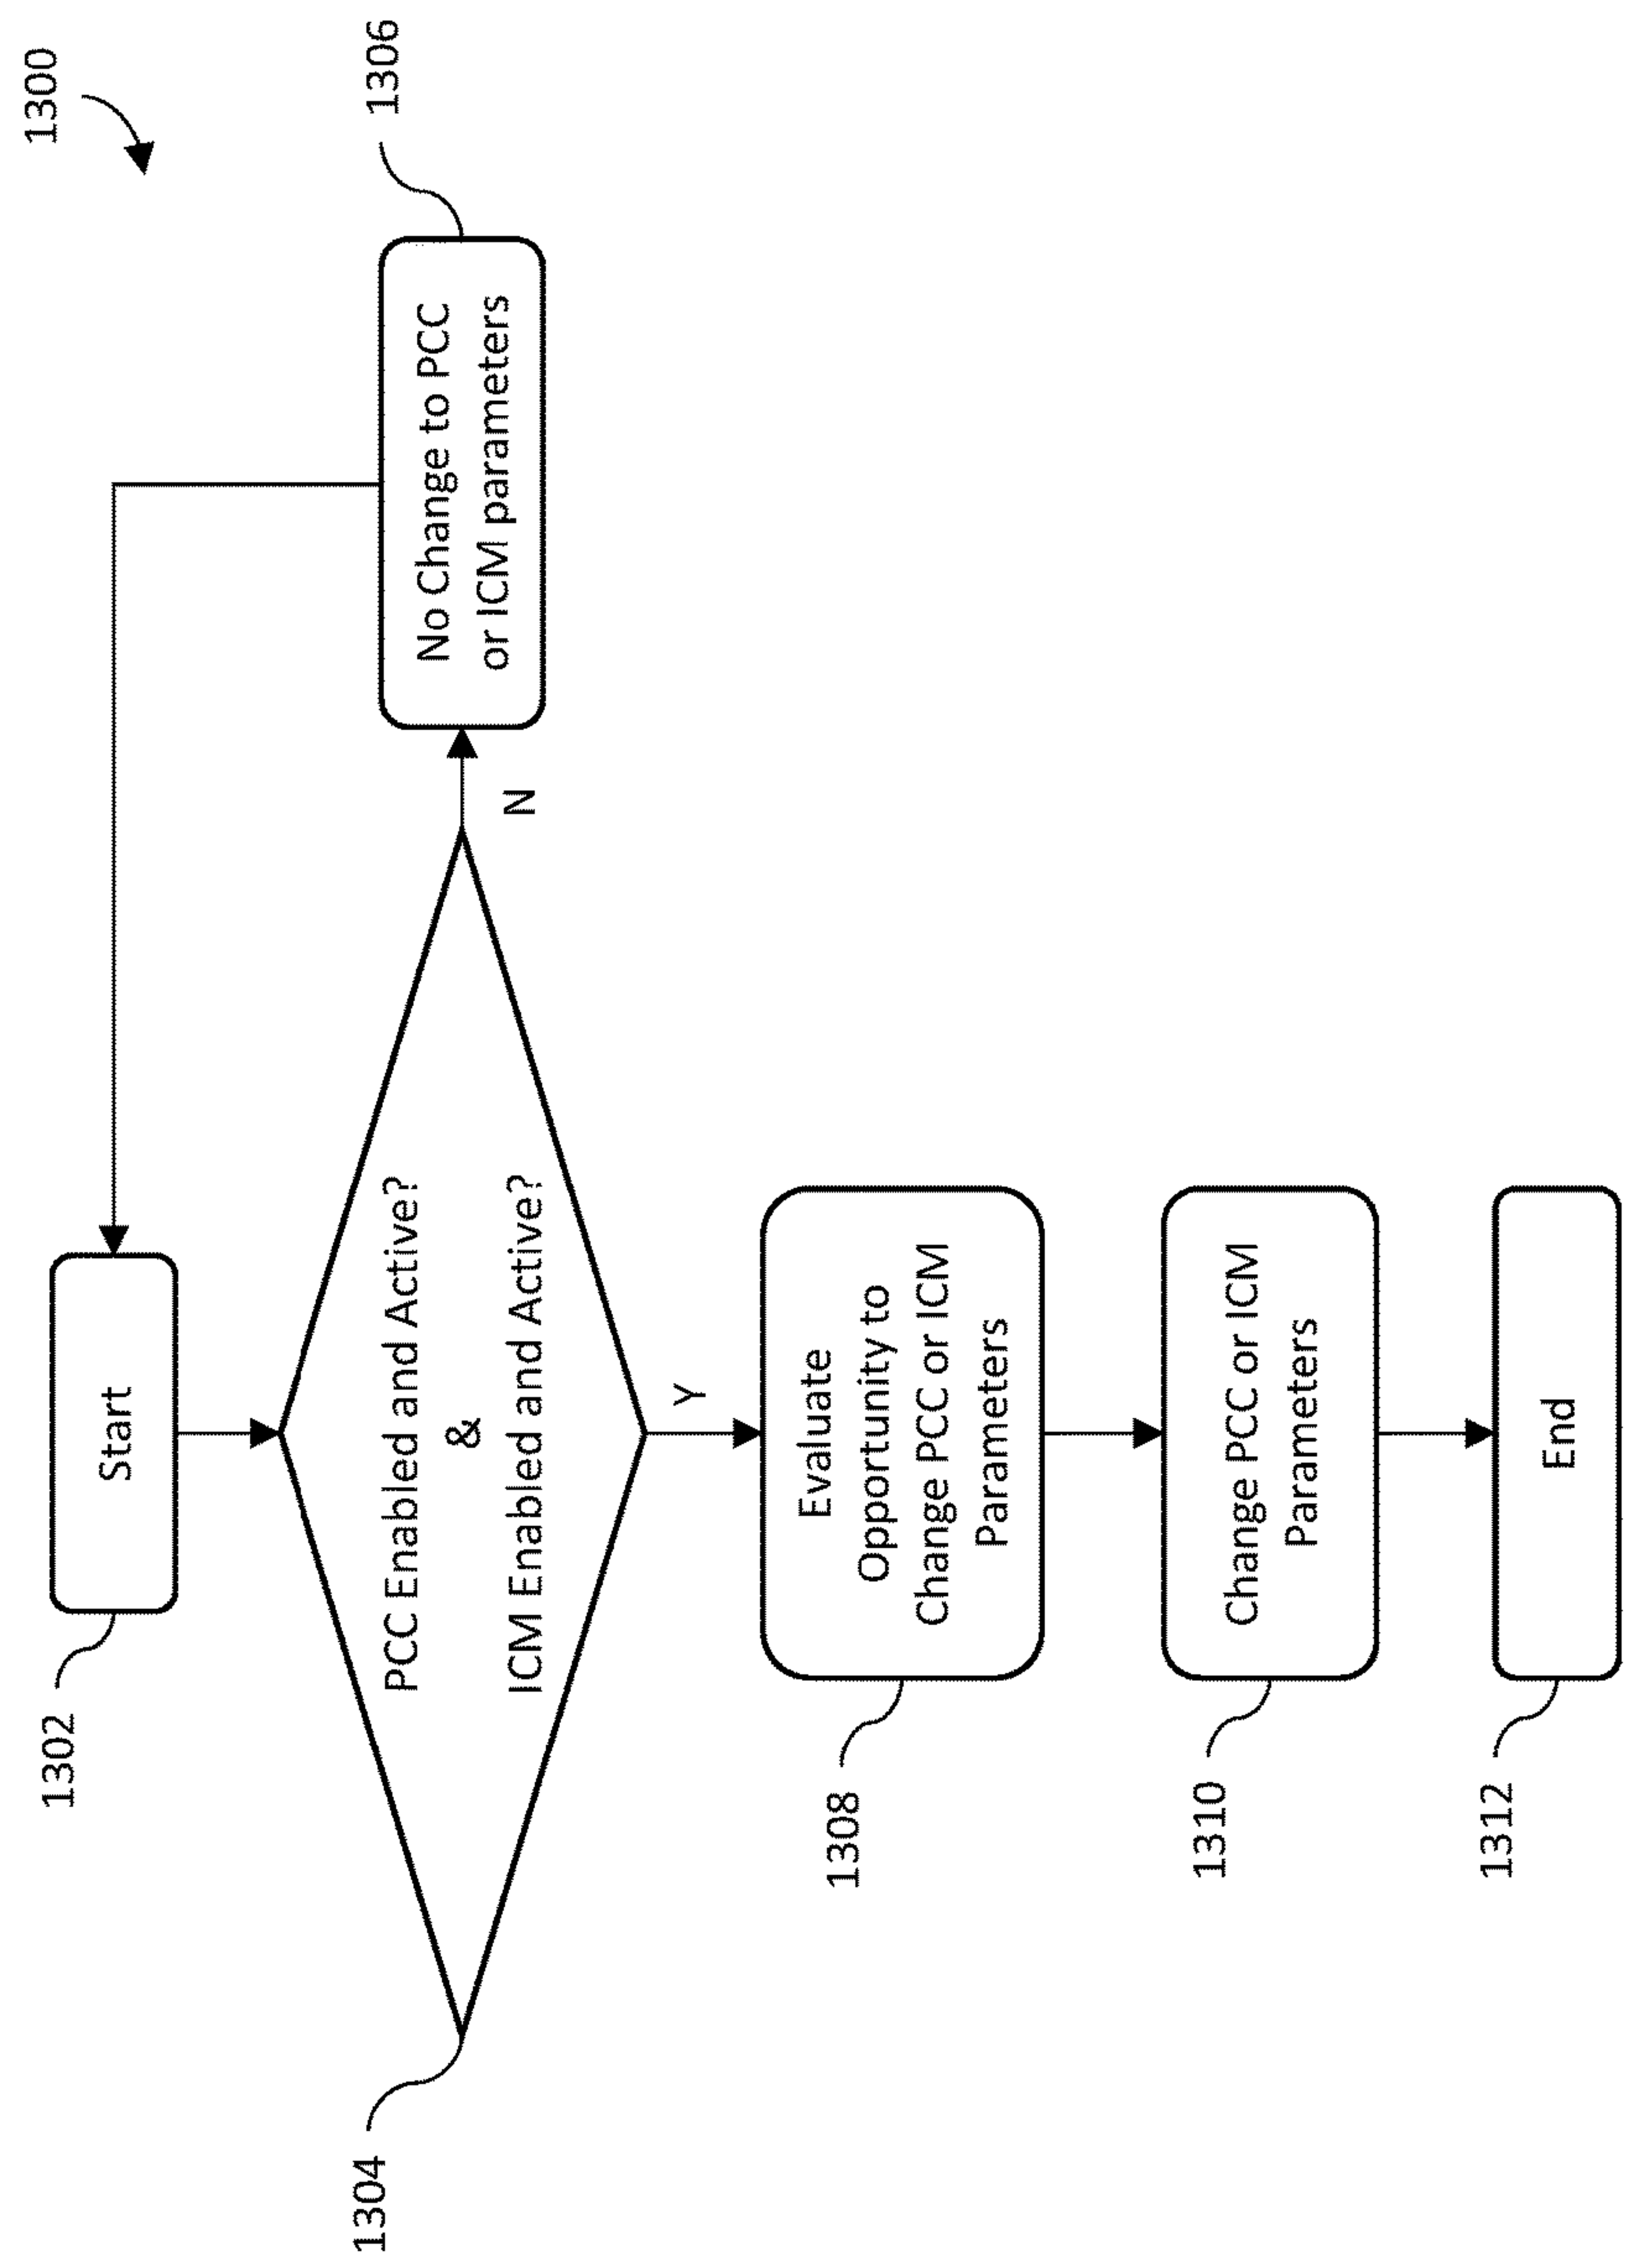 1300
1302
Start
1304
PCC Enabled and Active?
&
ICM Enabled and Active?
N
1306
No Change to PCC
or ICM parameters
Y
1308
Evaluate
Opportunity to
Change PCC or ICM
Parameters
1310
Change PCC or ICM
Parameters
1312
End